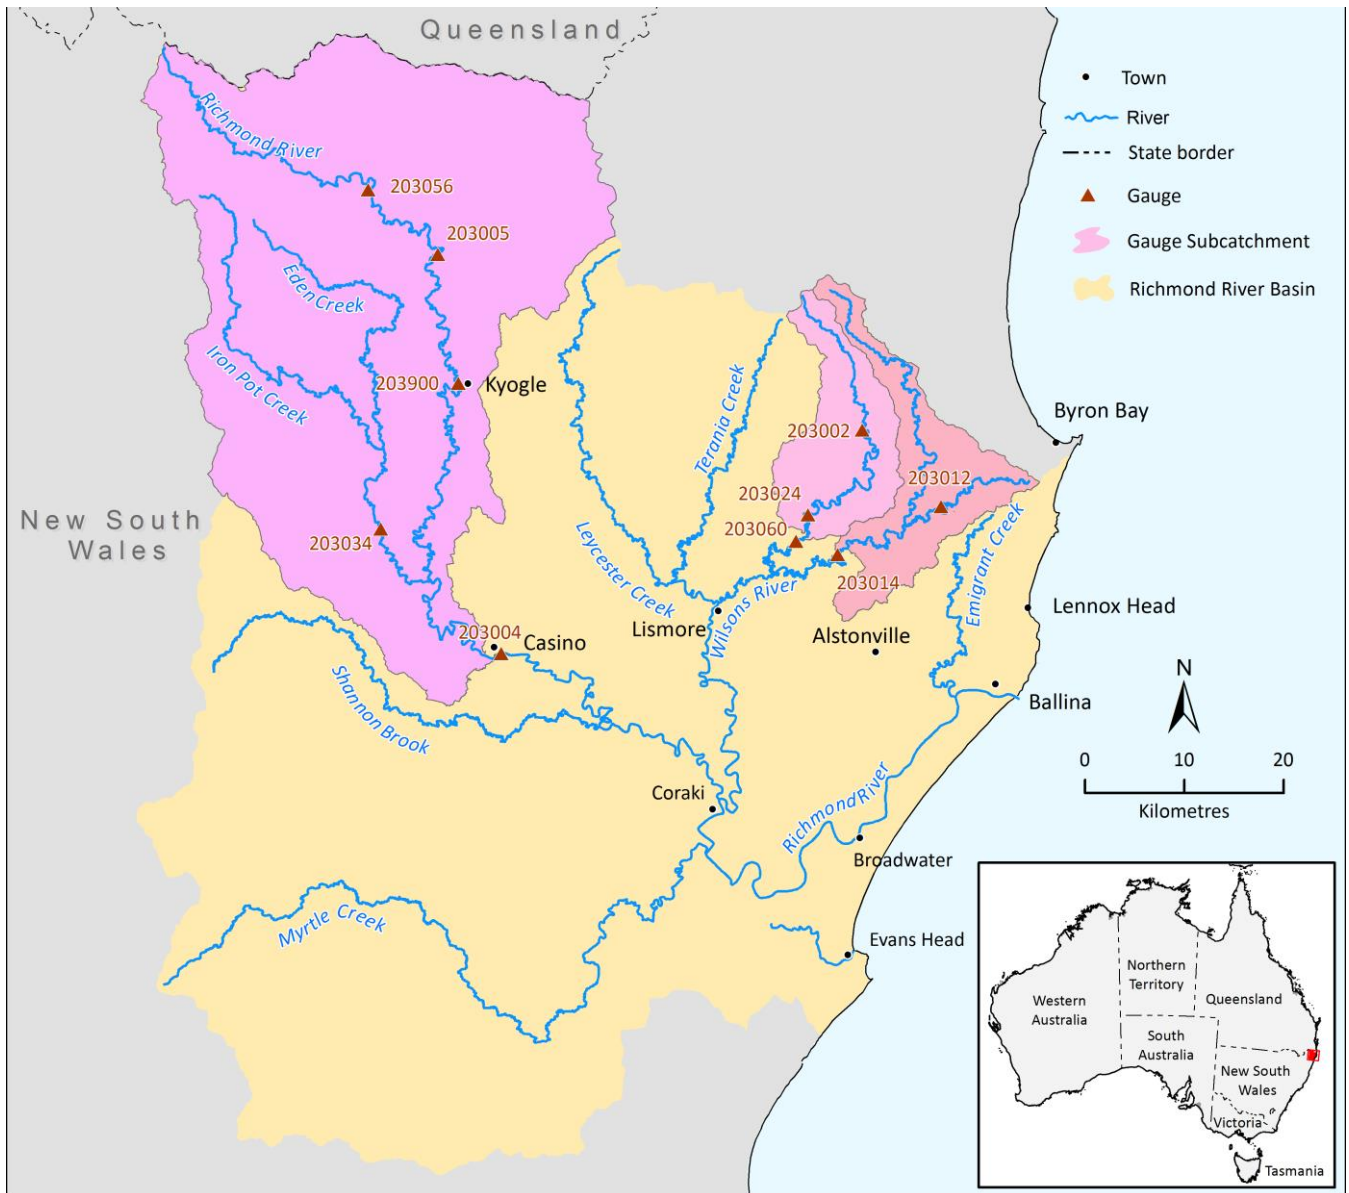 Queensland
Town
River
State border
Gauge
Gauge Subcatchment
Richmond River Basin
Richmond River
203056
203005
Eden Creek
Iron Pot Creek
203900
Kyogle
Terania Creek
203002
Byron Bay
203024
203012
203060
New South
Wales
203034
Leycester Creek
203014
Emigrant Creek
Lismore
Wilsons River
Alstonville
Lennox Head
203004
Casino
Shannon Brook
Ballina
N
0 10 20
Kilometres
Coraki
Richmond River
Broadwater
Myrtle Creek
Evans Head
Northern
Territory
Queensland
Western
Australia
South
Australia
New South
Wales
Victoria
Tasmania